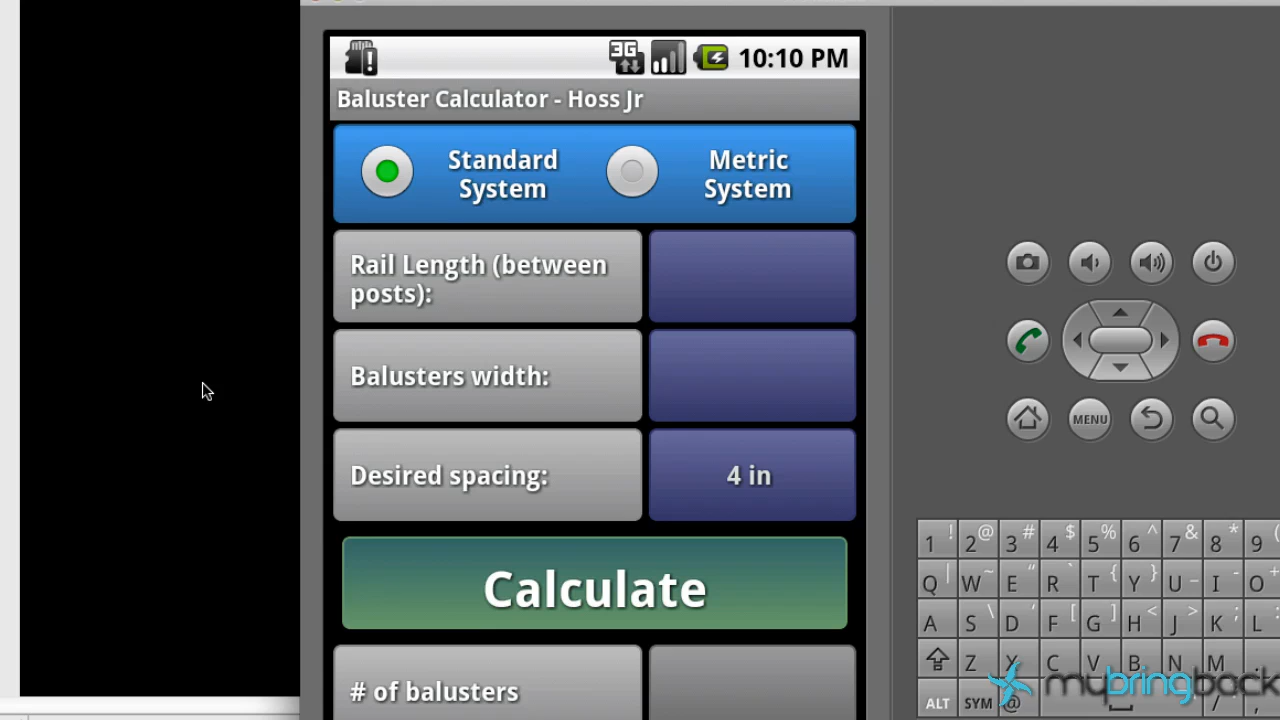 3G
10:10 PM
Baluster Calculator - Hoss Jr
Standard
System
Metric
System
Rail Length (between
posts):
Balusters width:
Desired spacing:
4 in
Calculate
# of balusters
MENU
1 ! 2 @ 3 # 4 $ 5 % 6 ^ 7 & 8 * 9 (
Q | W ~ E " R ` T { Y } U _ I - O +
A S \ D ' F [ G ] H < J > K ; L :
Z X C V B N M .
ALT SYM @ / ,
mybringback